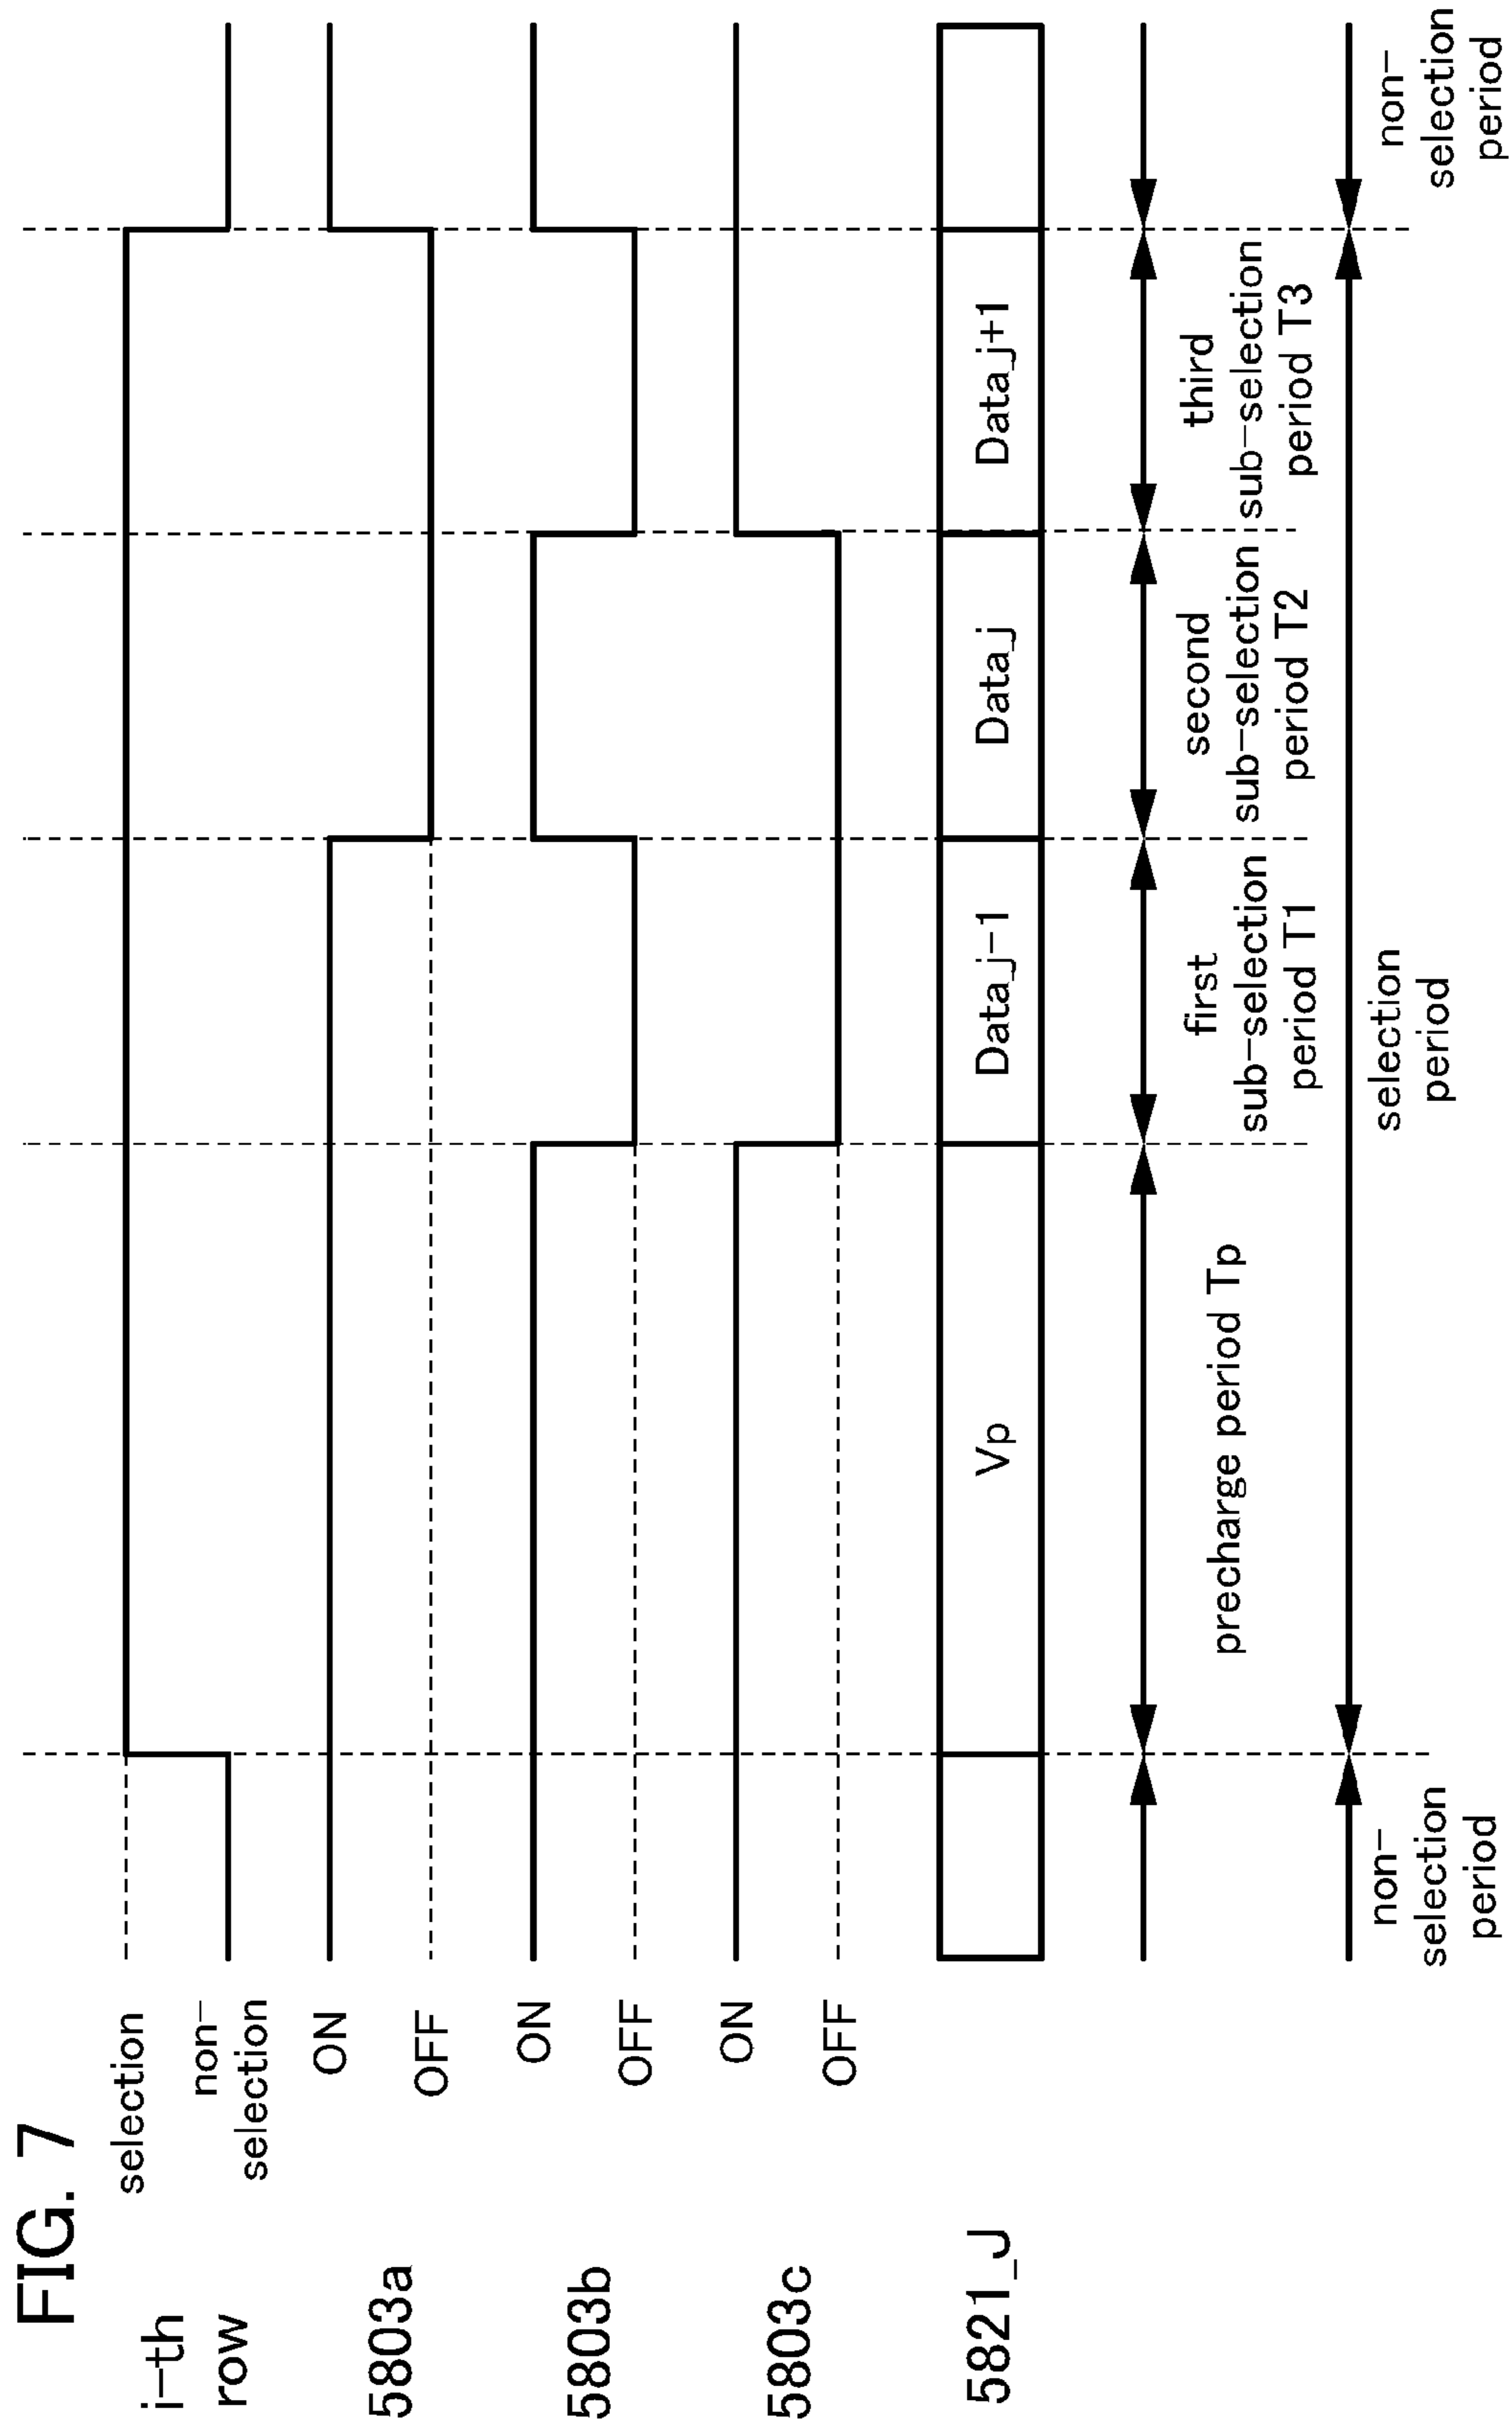 FIG. 7
i-th
row
selection
non-
selection
5803a
ON
OFF
5803b
ON
OFF
5803c
ON
OFF
5821_J
Vp
Data_j-1
Data_j
Data_j+1
precharge period Tp
first
sub-selection
period T1
second
sub-selection
period T2
third
sub-selection
period T3
non-
selection
period
selection
period
non-
selection
period